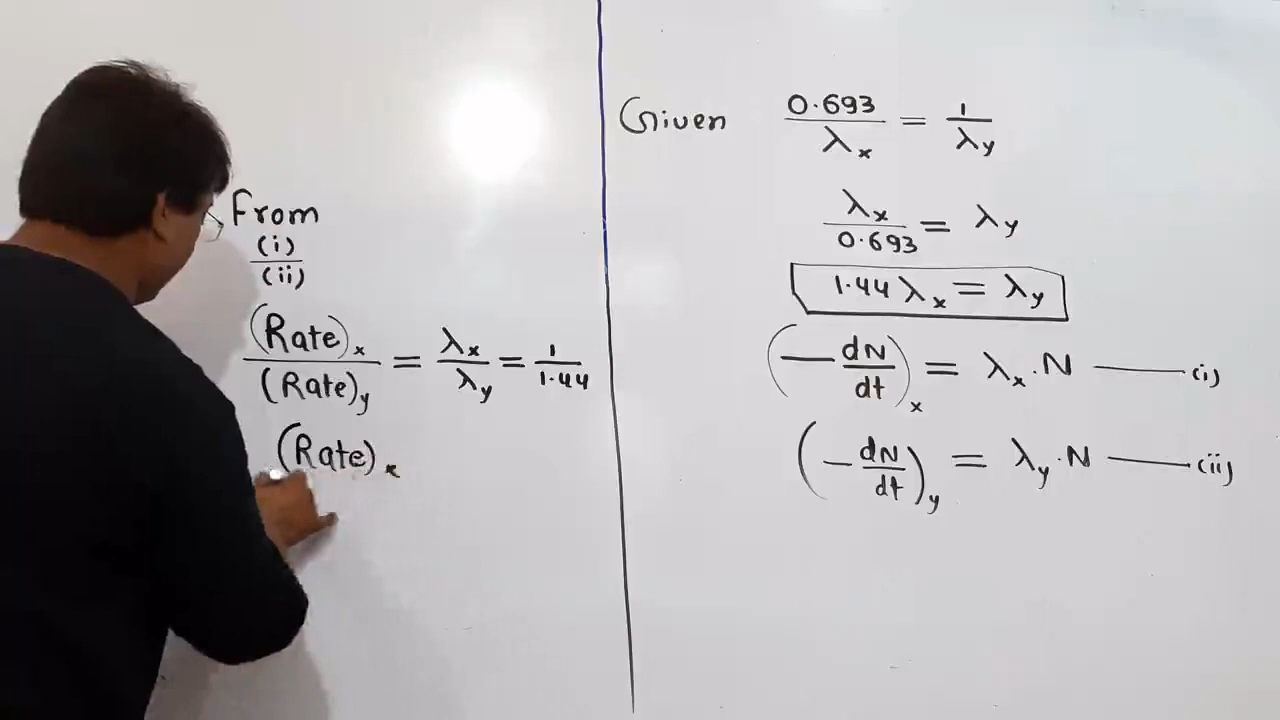 From
(i)
(ii)
(Rate)ₓ / (Rate)y = λₓ / λy = 1 / 1.44
(Rate)ₓ
Given 0.693 / λₓ = 1 / λy
λₓ / 0.693 = λy
1.44 λₓ = λy
(− dN / dt)ₓ = λₓ · N —— (i)
(− dN / dt)y = λy · N —— (ii)